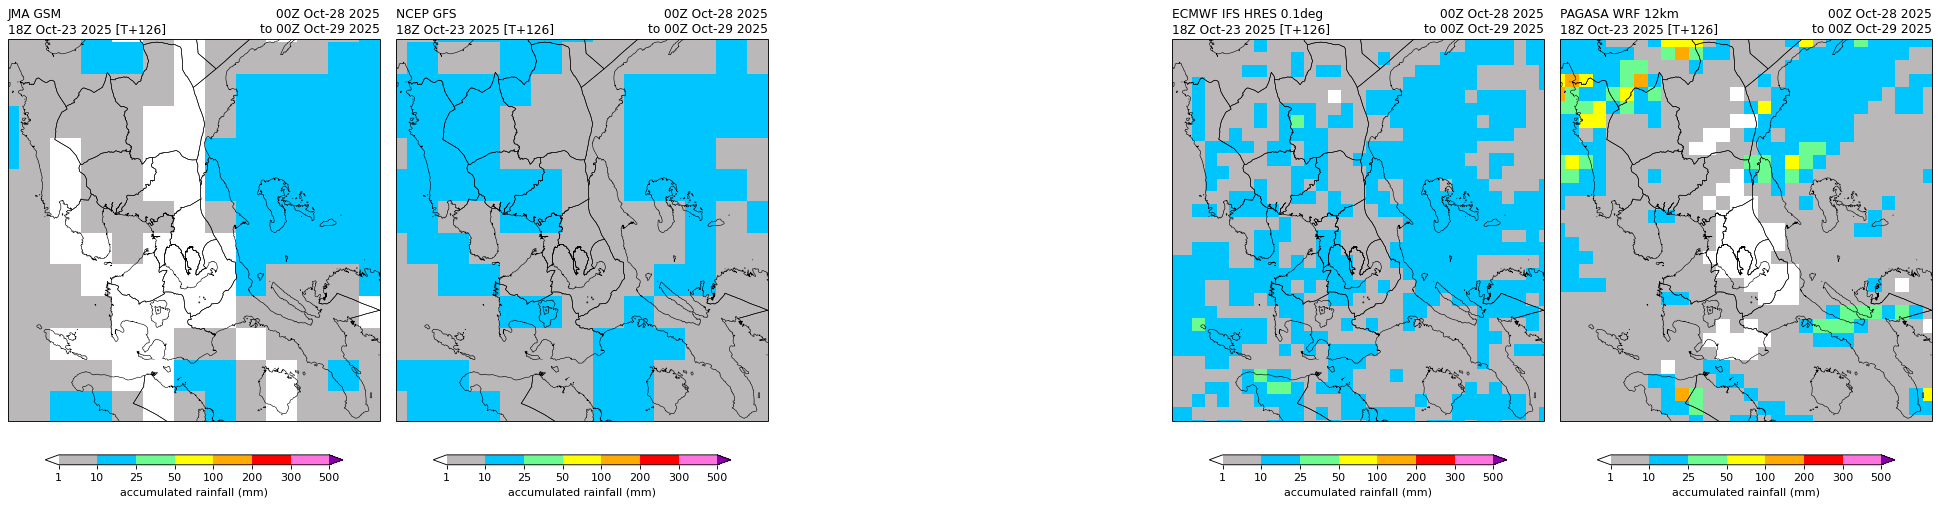 JMA GSM
00Z Oct-28 2025
18Z Oct-23 2025 [T+126]
to 00Z Oct-29 2025
NCEP GFS
00Z Oct-28 2025
18Z Oct-23 2025 [T+126]
to 00Z Oct-29 2025
ECMWF IFS HRES 0.1deg
00Z Oct-28 2025
18Z Oct-23 2025 [T+126]
to 00Z Oct-29 2025
PAGASA WRF 12km
00Z Oct-28 2025
18Z Oct-23 2025 [T+126]
to 00Z Oct-29 2025
1 10 25 50 100 200 300 500
accumulated rainfall (mm)
1 10 25 50 100 200 300 500
accumulated rainfall (mm)
1 10 25 50 100 200 300 500
accumulated rainfall (mm)
1 10 25 50 100 200 300 500
accumulated rainfall (mm)